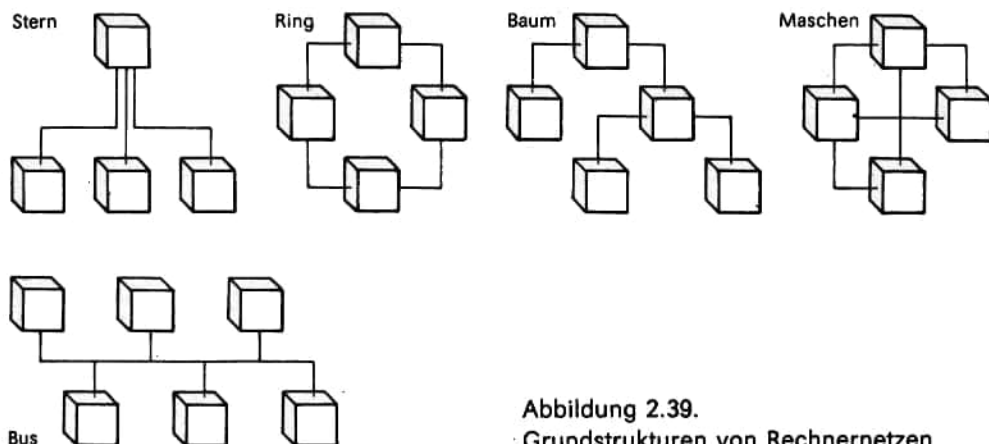 Stern
Ring
Baum
Maschen
Bus
Abbildung 2.39.
Grundstrukturen von Rechnernetzen